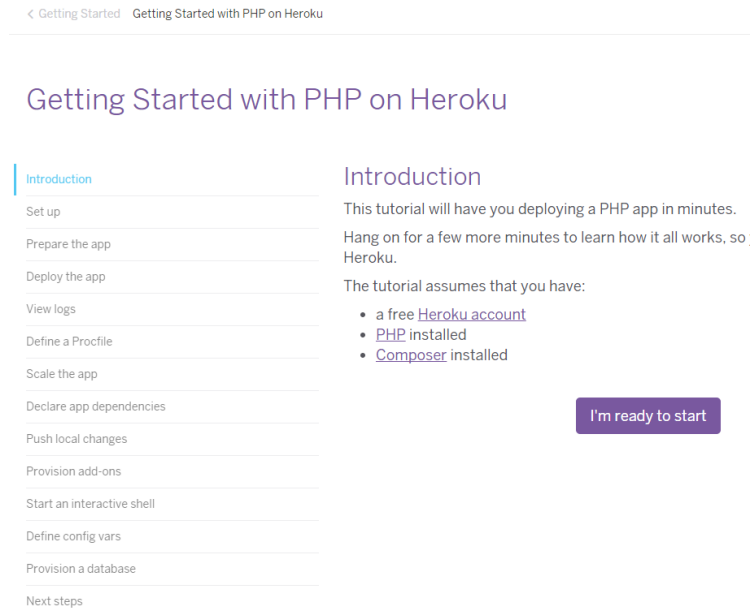 < Getting Started Getting Started with PHP on Heroku
Getting Started with PHP on Heroku
Introduction
Set up
Prepare the app
Deploy the app
View logs
Define a Procfile
Scale the app
Declare app dependencies
Push local changes
Provision add-ons
Start an interactive shell
Define config vars
Provision a database
Next steps
Introduction
This tutorial will have you deploying a PHP app in minutes.
Hang on for a few more minutes to learn how it all works, so
Heroku.
The tutorial assumes that you have:
• a free Heroku account
• PHP installed
• Composer installed
I'm ready to start